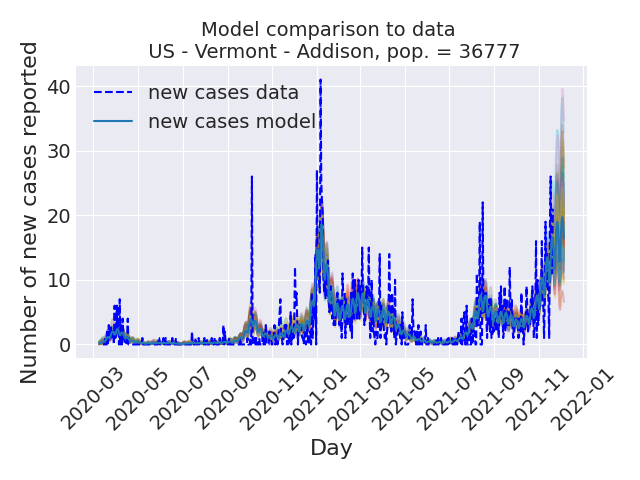 Model comparison to data
US - Vermont - Addison, pop. = 36777
Number of new cases reported
40
30
20
10
0
new cases data
new cases model
2020-03
2020-05
2020-07
2020-09
2020-11
2021-01
2021-03
2021-05
2021-07
2021-09
2021-11
2022-01
Day